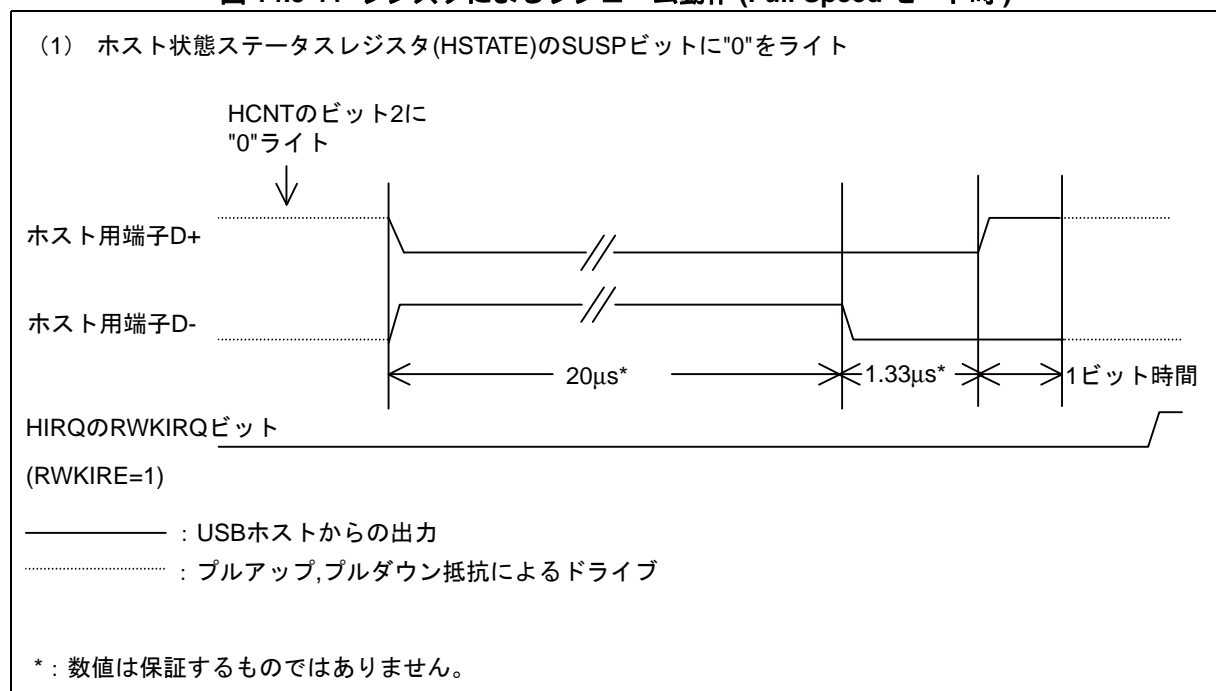 （1） ホスト状態ステータスレジスタ(HSTATE)のSUSPビットに"0"をライト
HCNTのビット2に
"0"ライト
ホスト用端子D+
ホスト用端子D-
20μs*
1.33μs*
1ビット時間
HIRQのRWKIRQビット
(RWKIRE=1)
: USBホストからの出力
: プルアップ,プルダウン抵抗によるドライブ
*: 数値は保証するものではありません。